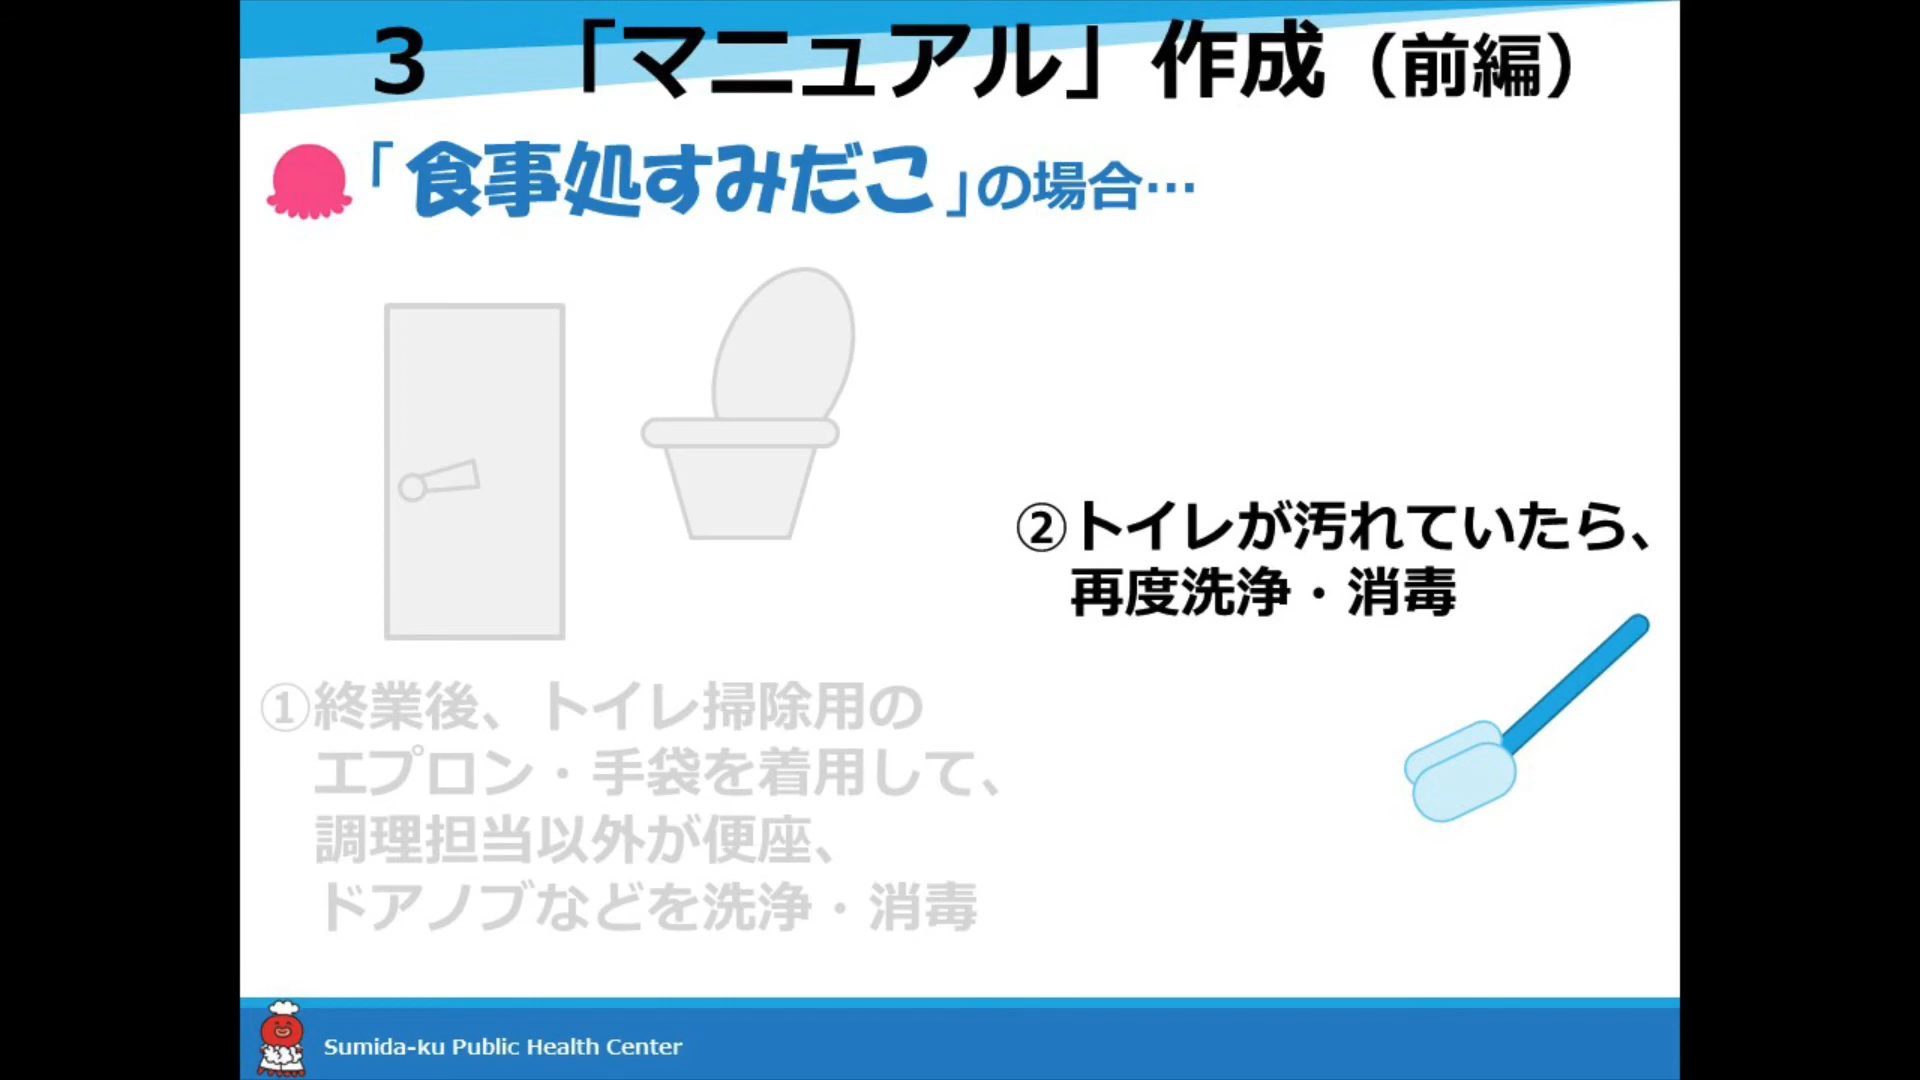 3 「マニュアル」作成（前編）
「食事処すみだこ」の場合…
①終業後、トイレ掃除用の
エプロン・手袋を着用して、
調理担当以外が便座、
ドアノブなどを洗浄・消毒
②トイレが汚れていたら、
再度洗浄・消毒
Sumida-ku Public Health Center